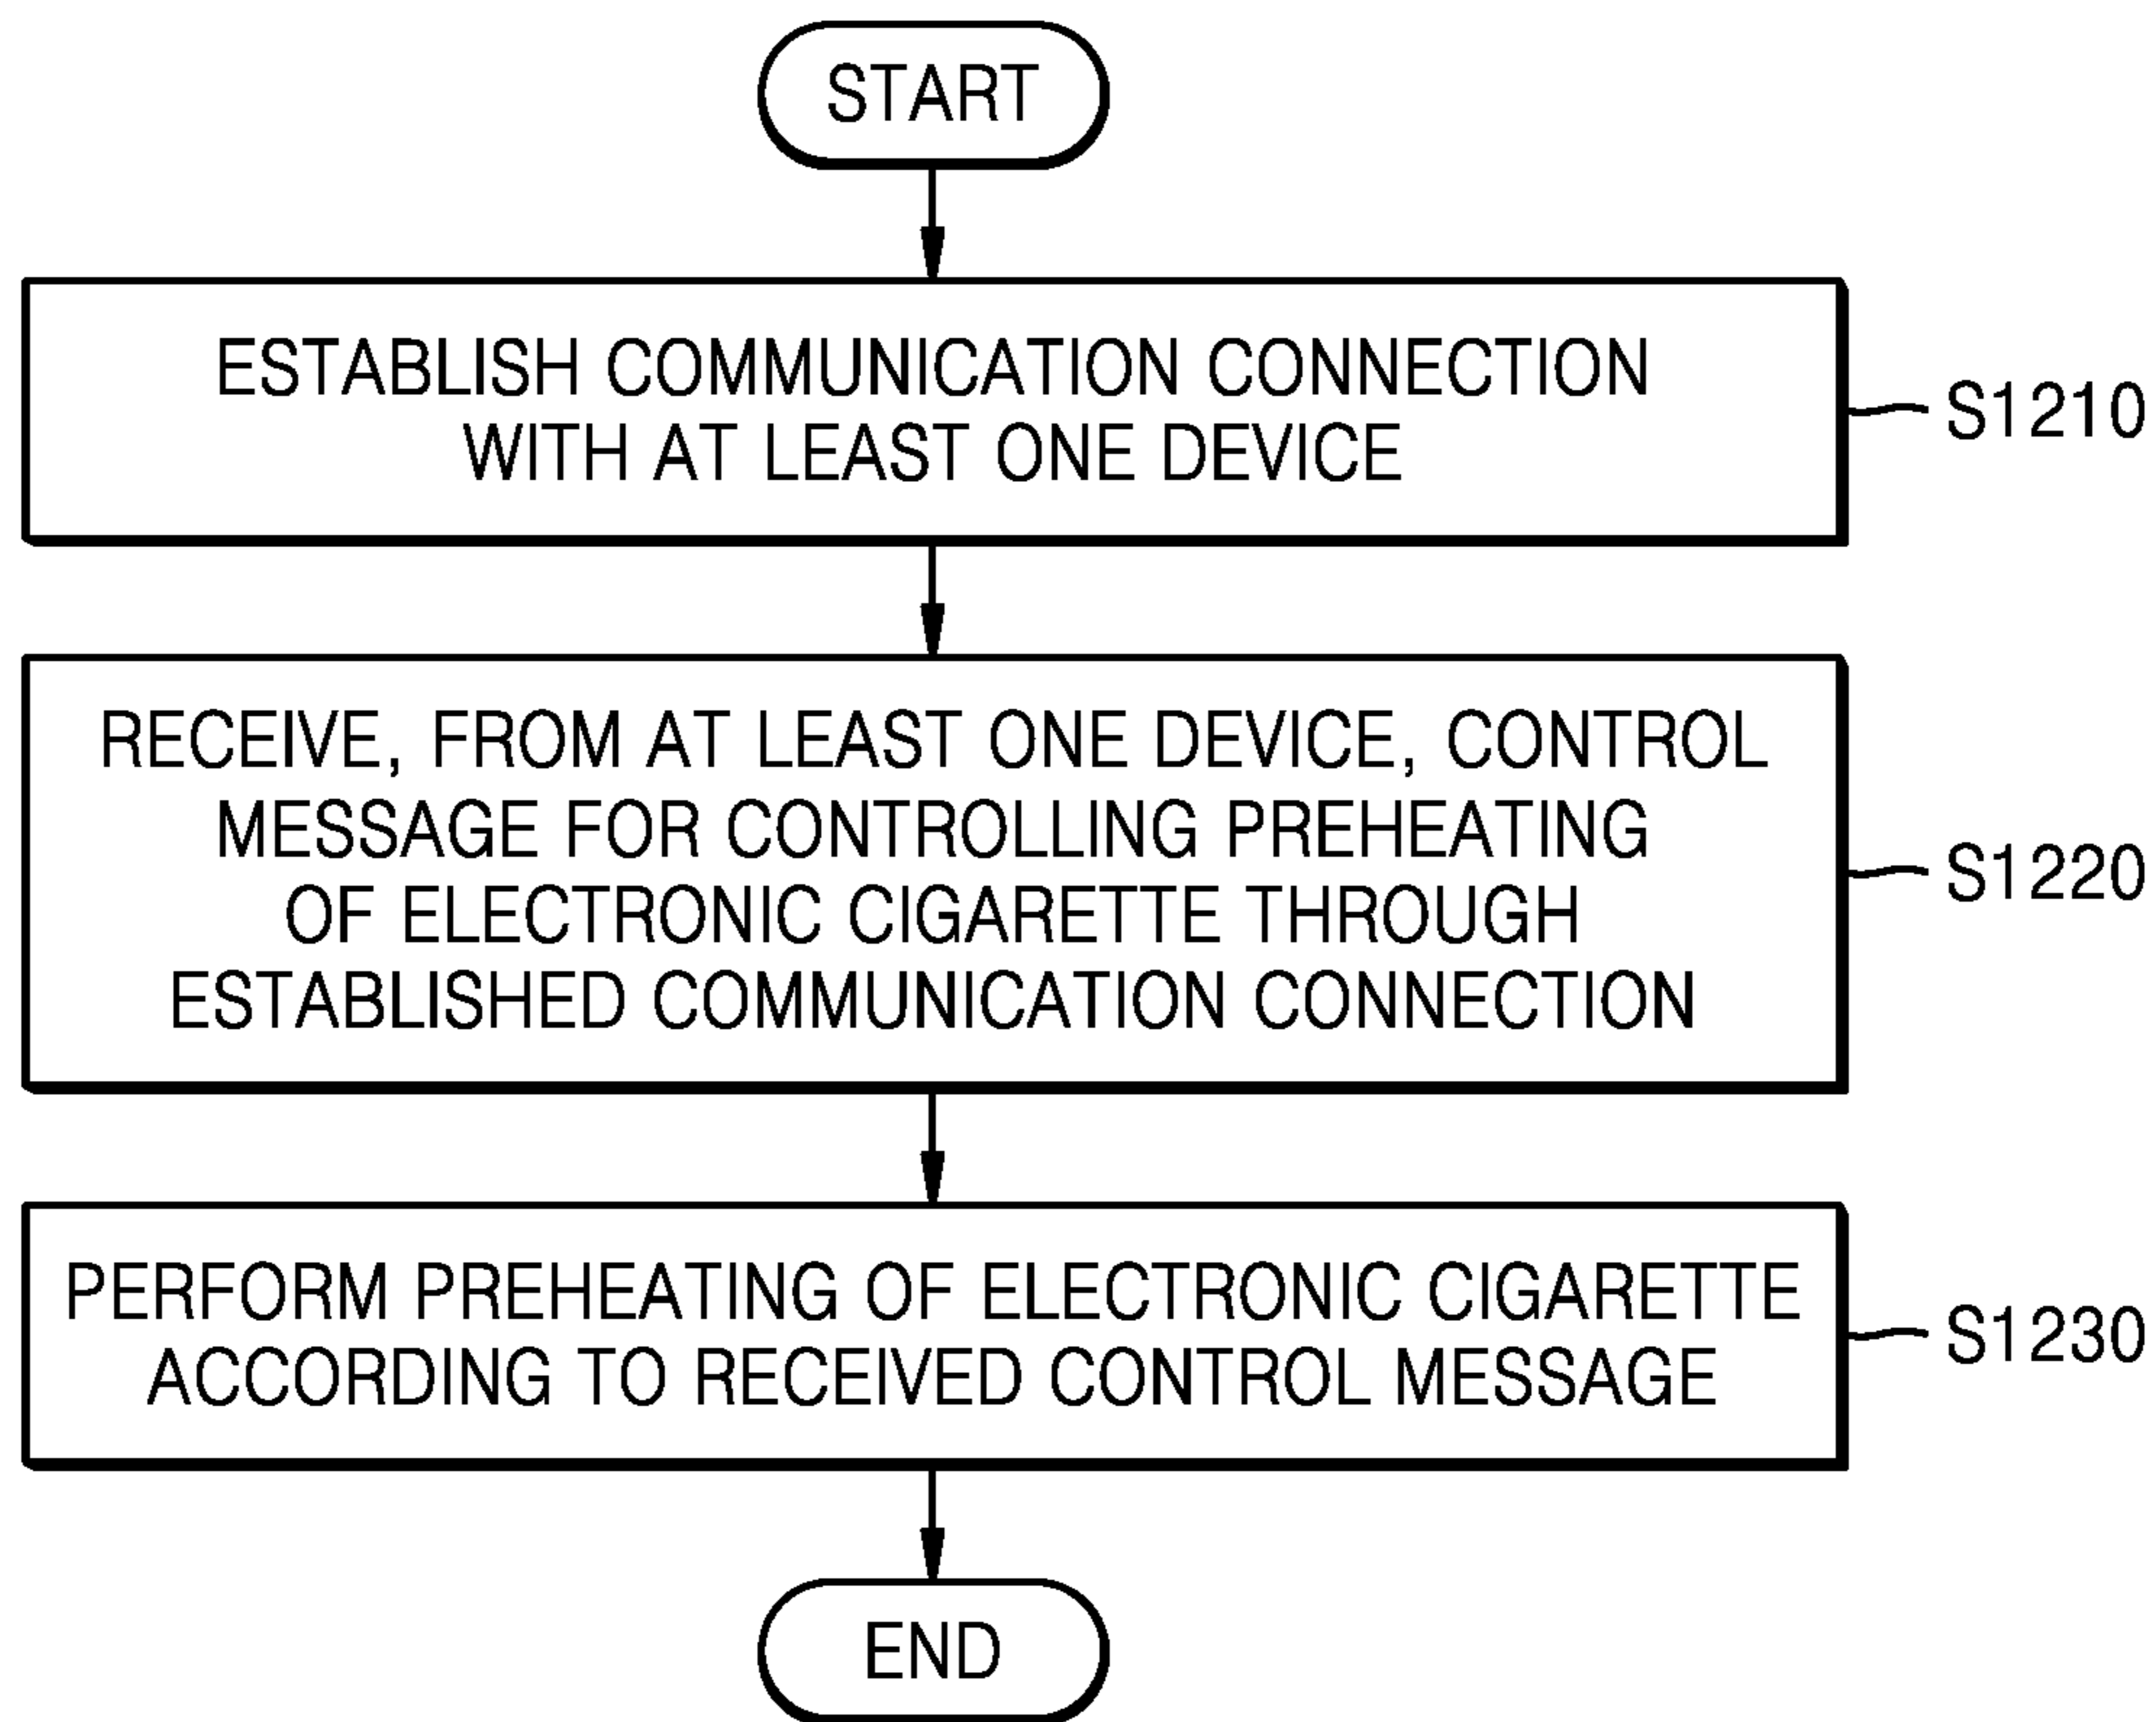 START
ESTABLISH COMMUNICATION CONNECTION
WITH AT LEAST ONE DEVICE
S1210
RECEIVE, FROM AT LEAST ONE DEVICE, CONTROL
MESSAGE FOR CONTROLLING PREHEATING
OF ELECTRONIC CIGARETTE THROUGH
ESTABLISHED COMMUNICATION CONNECTION
S1220
PERFORM PREHEATING OF ELECTRONIC CIGARETTE
ACCORDING TO RECEIVED CONTROL MESSAGE
S1230
END